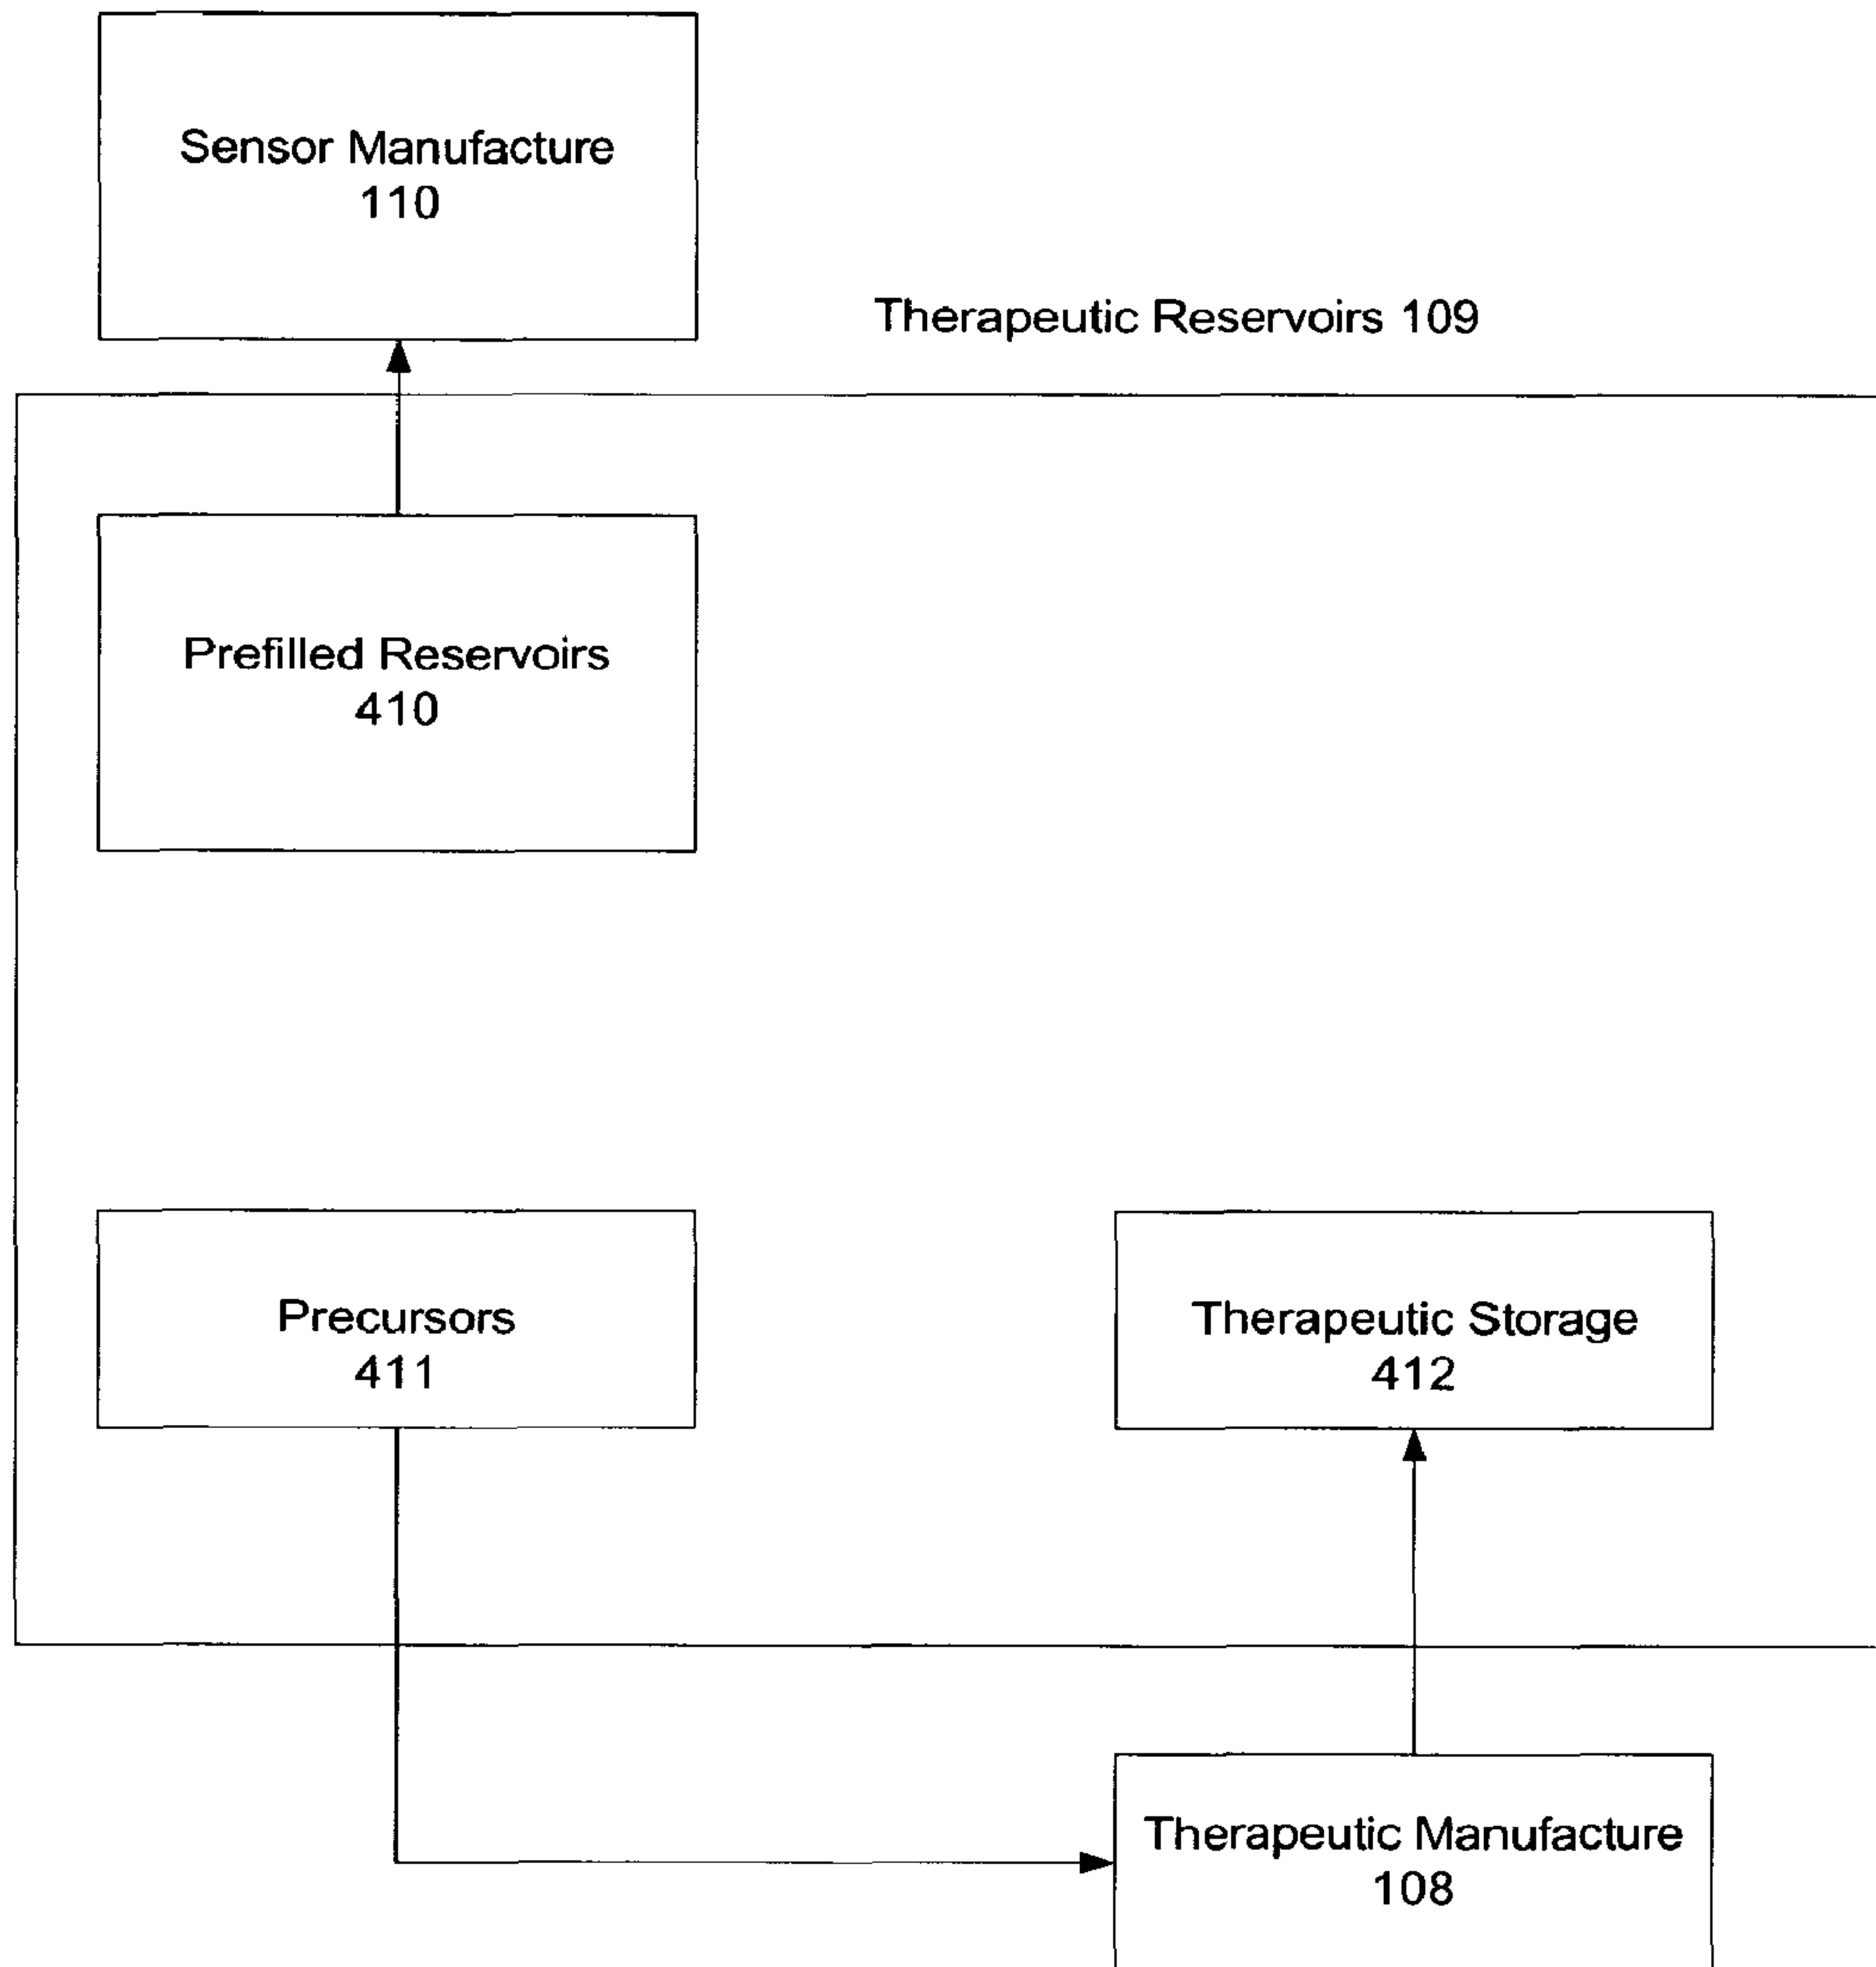 Sensor Manufacture
110
Therapeutic Reservoirs 109
Prefilled Reservoirs
410
Precursors
411
Therapeutic Storage
412
Therapeutic Manufacture
108